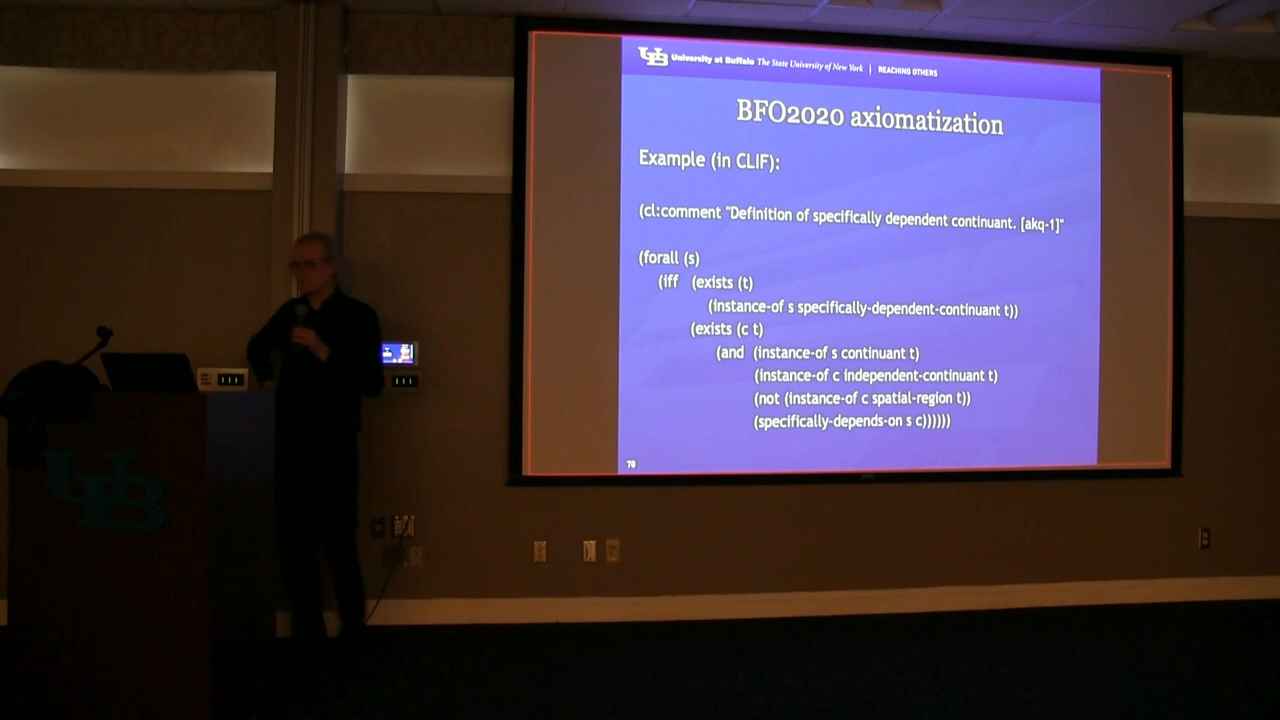 UB University at Buffalo The State University of New York | REACHING OTHERS
BFO2020 axiomatization
Example (in CLIF):
(cl:comment "Definition of specifically dependent continuant. [akq-1]"
(forall (s)
(iff (exists (t)
(instance-of s specifically-dependent-continuant t))
(exists (c t)
(and (instance-of s continuant t)
(instance-of c independent-continuant t)
(not (instance-of c spatial-region t))
(specifically-depends-on s c))))))
70
UB